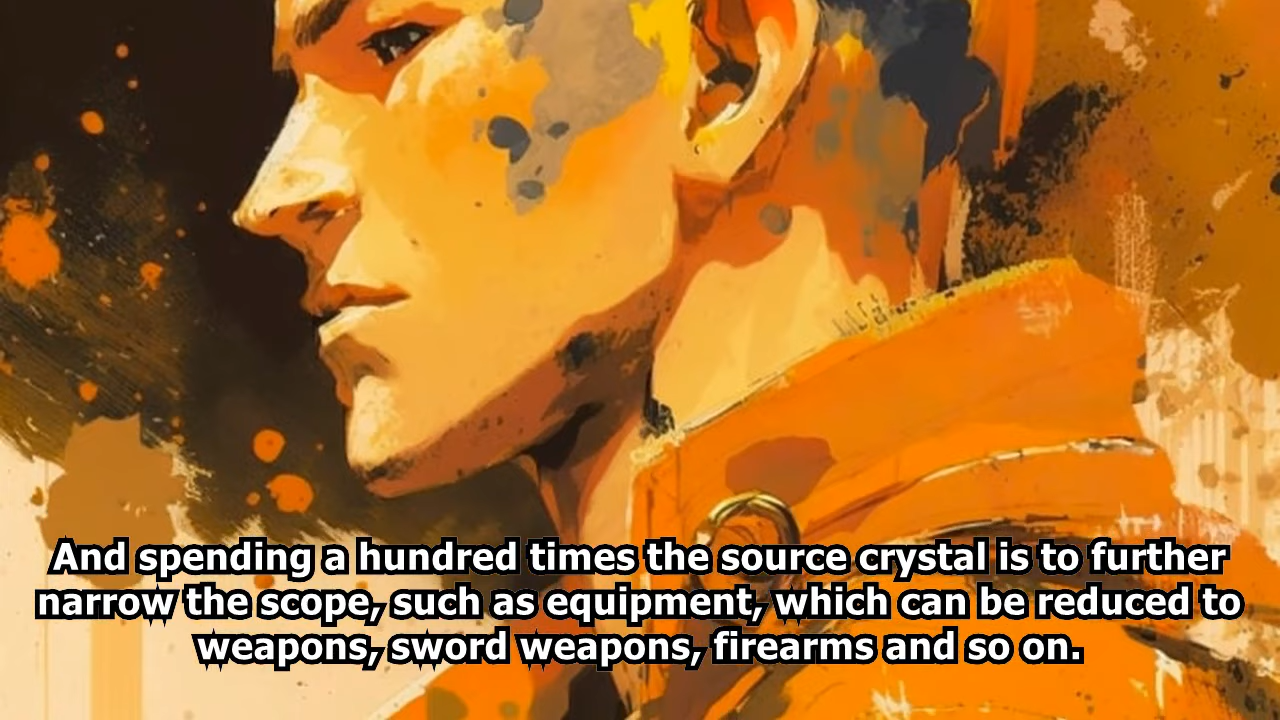 And spending a hundred times the source crystal is to further
narrow the scope, such as equipment, which can be reduced to
weapons, sword weapons, firearms and so on.